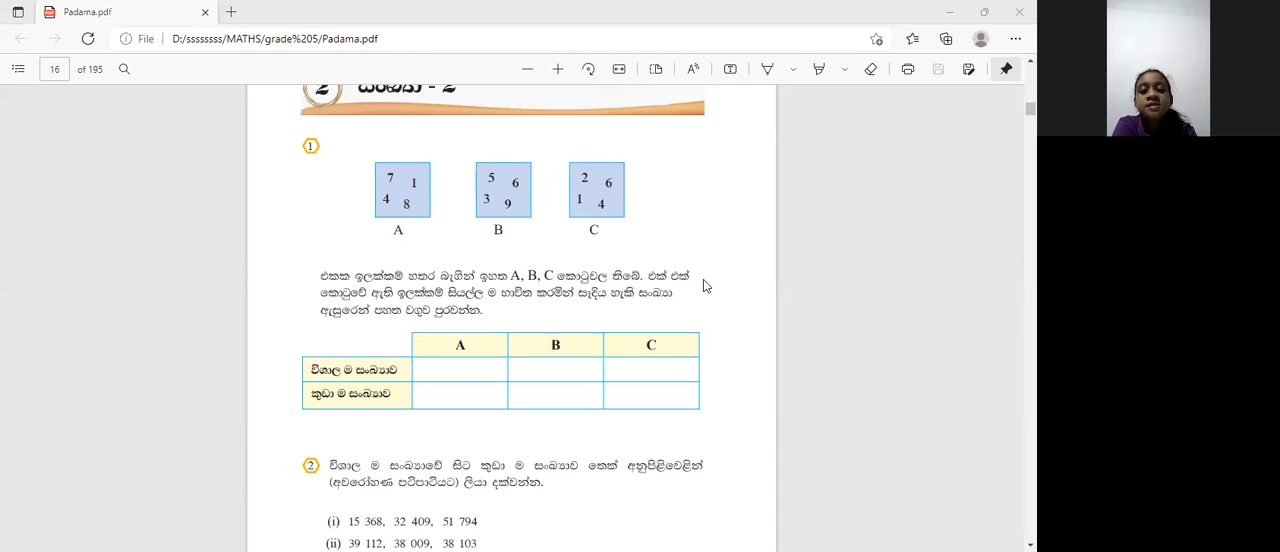 Padama.pdf
File D:/ssssssss/MATHS/grade%205/Padama.pdf
16 of 195
2 සංඛ්‍යා - 2
1
7 1
4 8
A
5 6
3 9
B
2 6
1 4
C
එකක ඉලක්කම් හතර බැගින් ඉහත A, B, C කොටුවල තිබේ. එක් එක්
කොටුවේ ඇති ඉලක්කම් සියල්ල ම භාවිත කරමින් සෑදිය හැකි සංඛ්‍යා
ඇසුරෙන් පහත වගුව පුරවන්න.
A B C
විශාල ම සංඛ්‍යාව
කුඩා ම සංඛ්‍යාව
2 විශාල ම සංඛ්‍යාවේ සිට කුඩා ම සංඛ්‍යාව තෙක් අනුපිළිවෙළින්
(අවරෝහණ පටිපාටියට) ලියා දක්වන්න.
(i) 15 368, 32 409, 51 794
(ii) 39 112, 38 009, 38 103